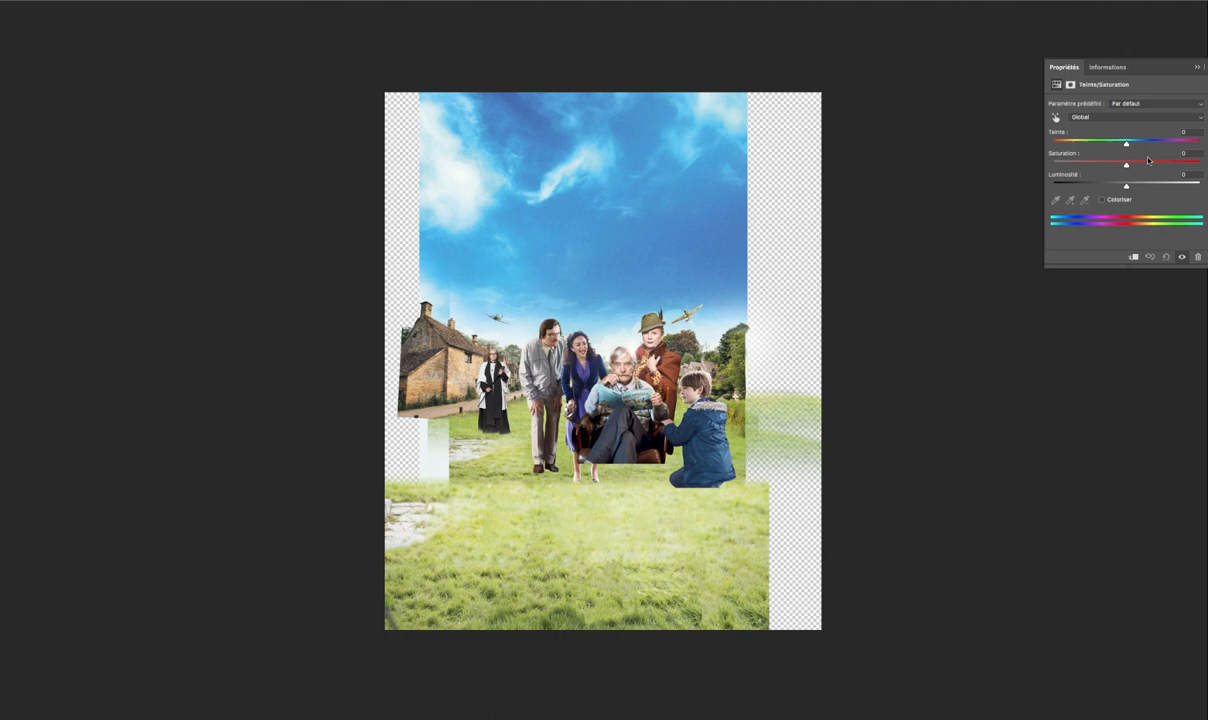 Propriétés Informations
Teinte/Saturation
Paramètre prédéfini : Par défaut
Global
Teinte : 0
Saturation : 0
Luminosité : 0
Coloriser